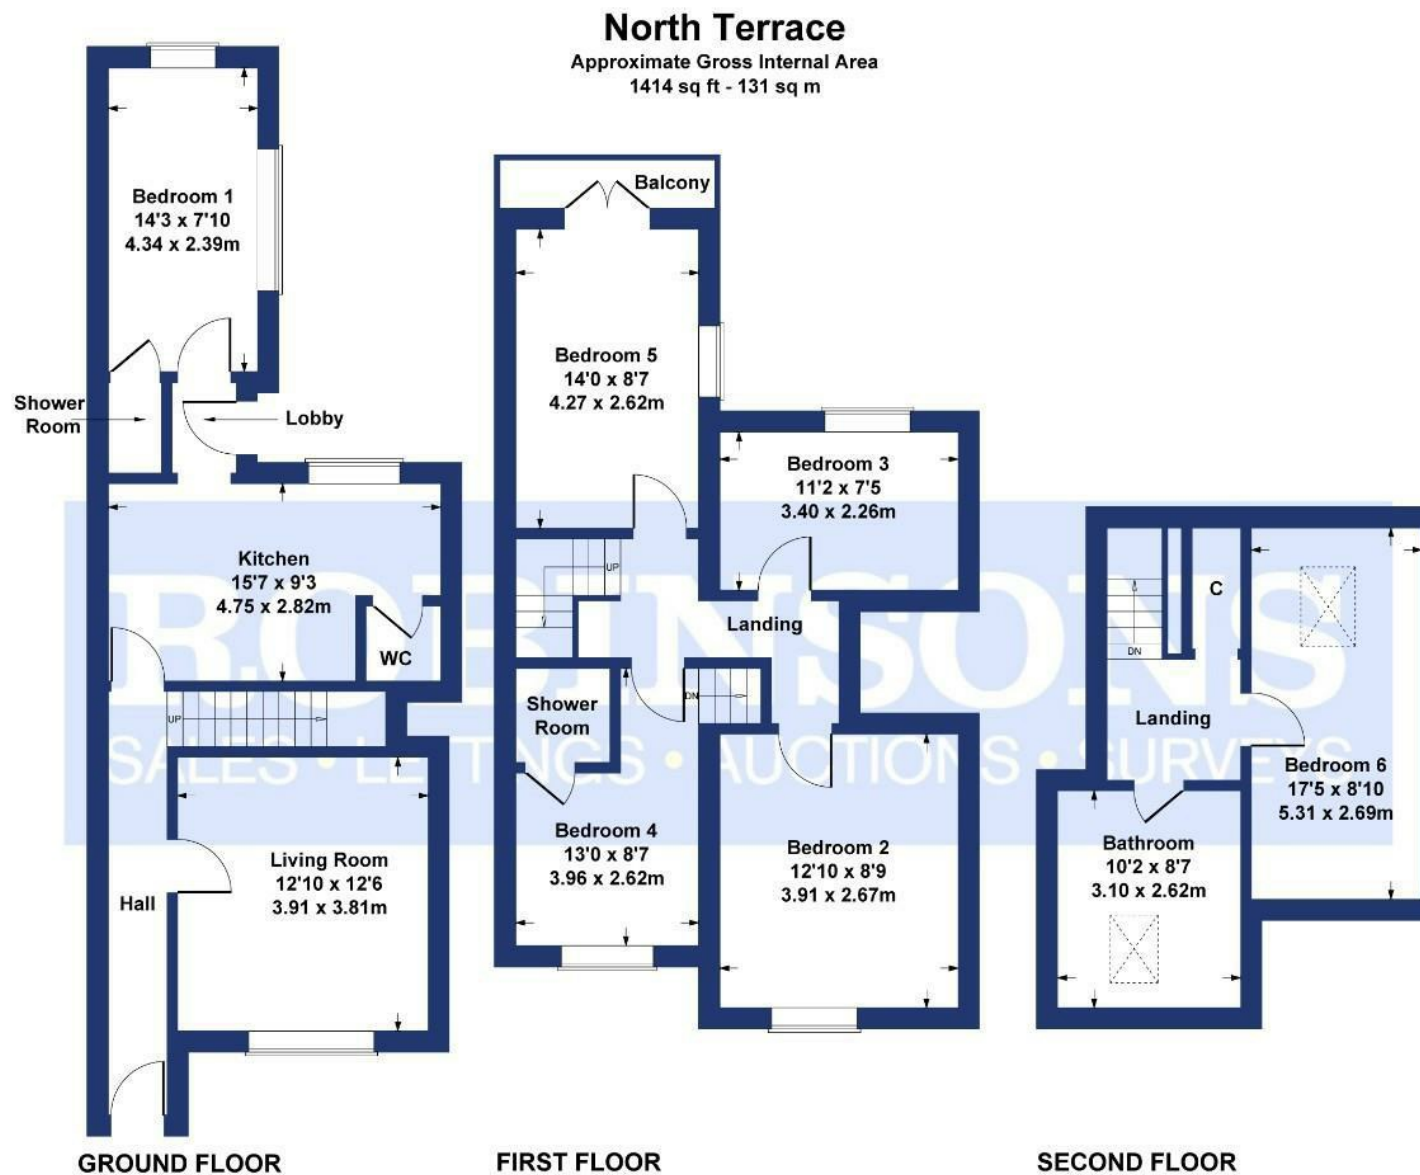 North Terrace
Approximate Gross Internal Area
1414 sq ft - 131 sq m
Bedroom 1
14'3 x 7'10
4.34 x 2.39m
Shower
Room
Lobby
Kitchen
15'7 x 9'3
4.75 x 2.82m
WC
UP
Living Room
12'10 x 12'6
3.91 x 3.81m
Hall
GROUND FLOOR
Balcony
Bedroom 5
14'0 x 8'7
4.27 x 2.62m
Bedroom 3
11'2 x 7'5
3.40 x 2.26m
UP
Landing
DN
Shower
Room
Bedroom 4
13'0 x 8'7
3.96 x 2.62m
Bedroom 2
12'10 x 8'9
3.91 x 2.67m
FIRST FLOOR
C
DN
Landing
Bedroom 6
17'5 x 8'10
5.31 x 2.69m
Bathroom
10'2 x 8'7
3.10 x 2.62m
SECOND FLOOR
ROBINSONS
SALES • LETTINGS • AUCTIONS • SURVEYS